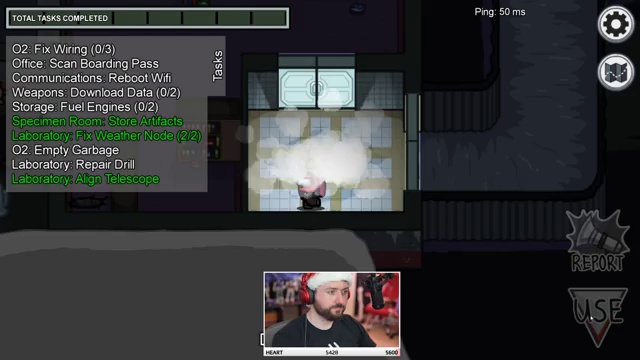 TOTAL TASKS COMPLETED
Ping: 50 ms
O2: Fix Wiring (0/3)
Office: Scan Boarding Pass
Communications: Reboot Wifi
Weapons: Download Data (0/2)
Storage: Fuel Engines (0/2)
Specimen Room: Store Artifacts
Laboratory: Fix Weather Node (2/2)
O2: Empty Garbage
Laboratory: Repair Drill
Laboratory: Align Telescope
Tasks
REPORT
USE
HEART 5428 5600